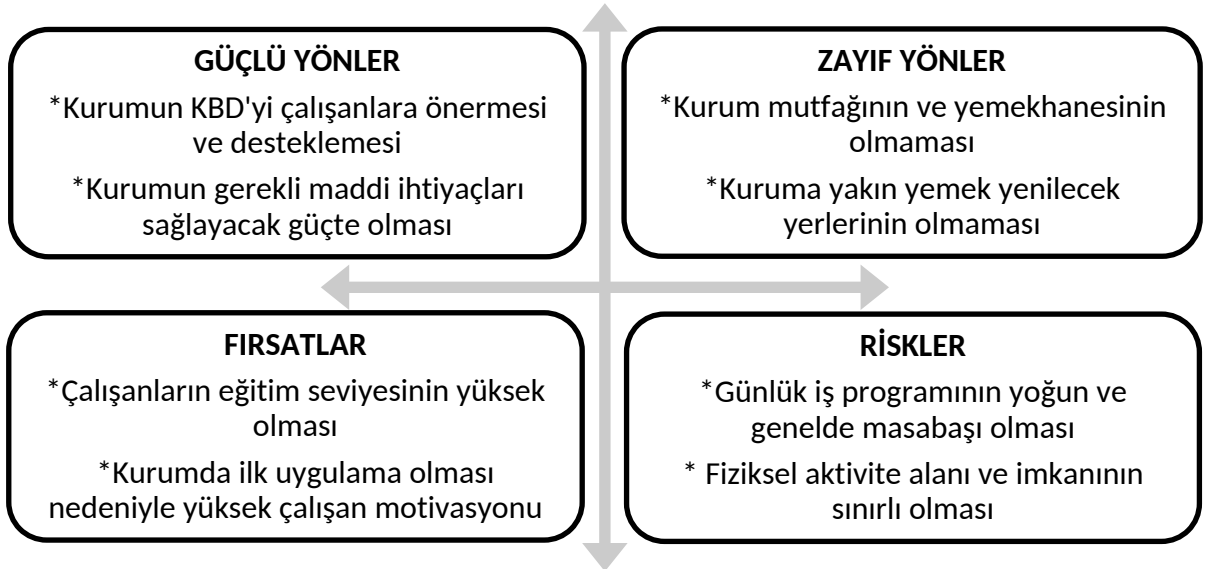 GÜÇLÜ YÖNLER
*Kurumun KBD'yi çalışanlara önermesi
ve desteklemesi
*Kurumun gerekli maddi ihtiyaçları
sağlayacak güçte olması
ZAYIF YÖNLER
*Kurum mutfağının ve yemekhanesinin
olmaması
*Kuruma yakın yemek yenilecek
yerlerinin olmaması
FIRSATLAR
*Çalışanların eğitim seviyesinin yüksek
olması
*Kurumda ilk uygulama olması
nedeniyle yüksek çalışan motivasyonu
RİSKLER
*Günlük iş programının yoğun ve
genelde masabaşı olması
* Fiziksel aktivite alanı ve imkanının
sınırlı olması